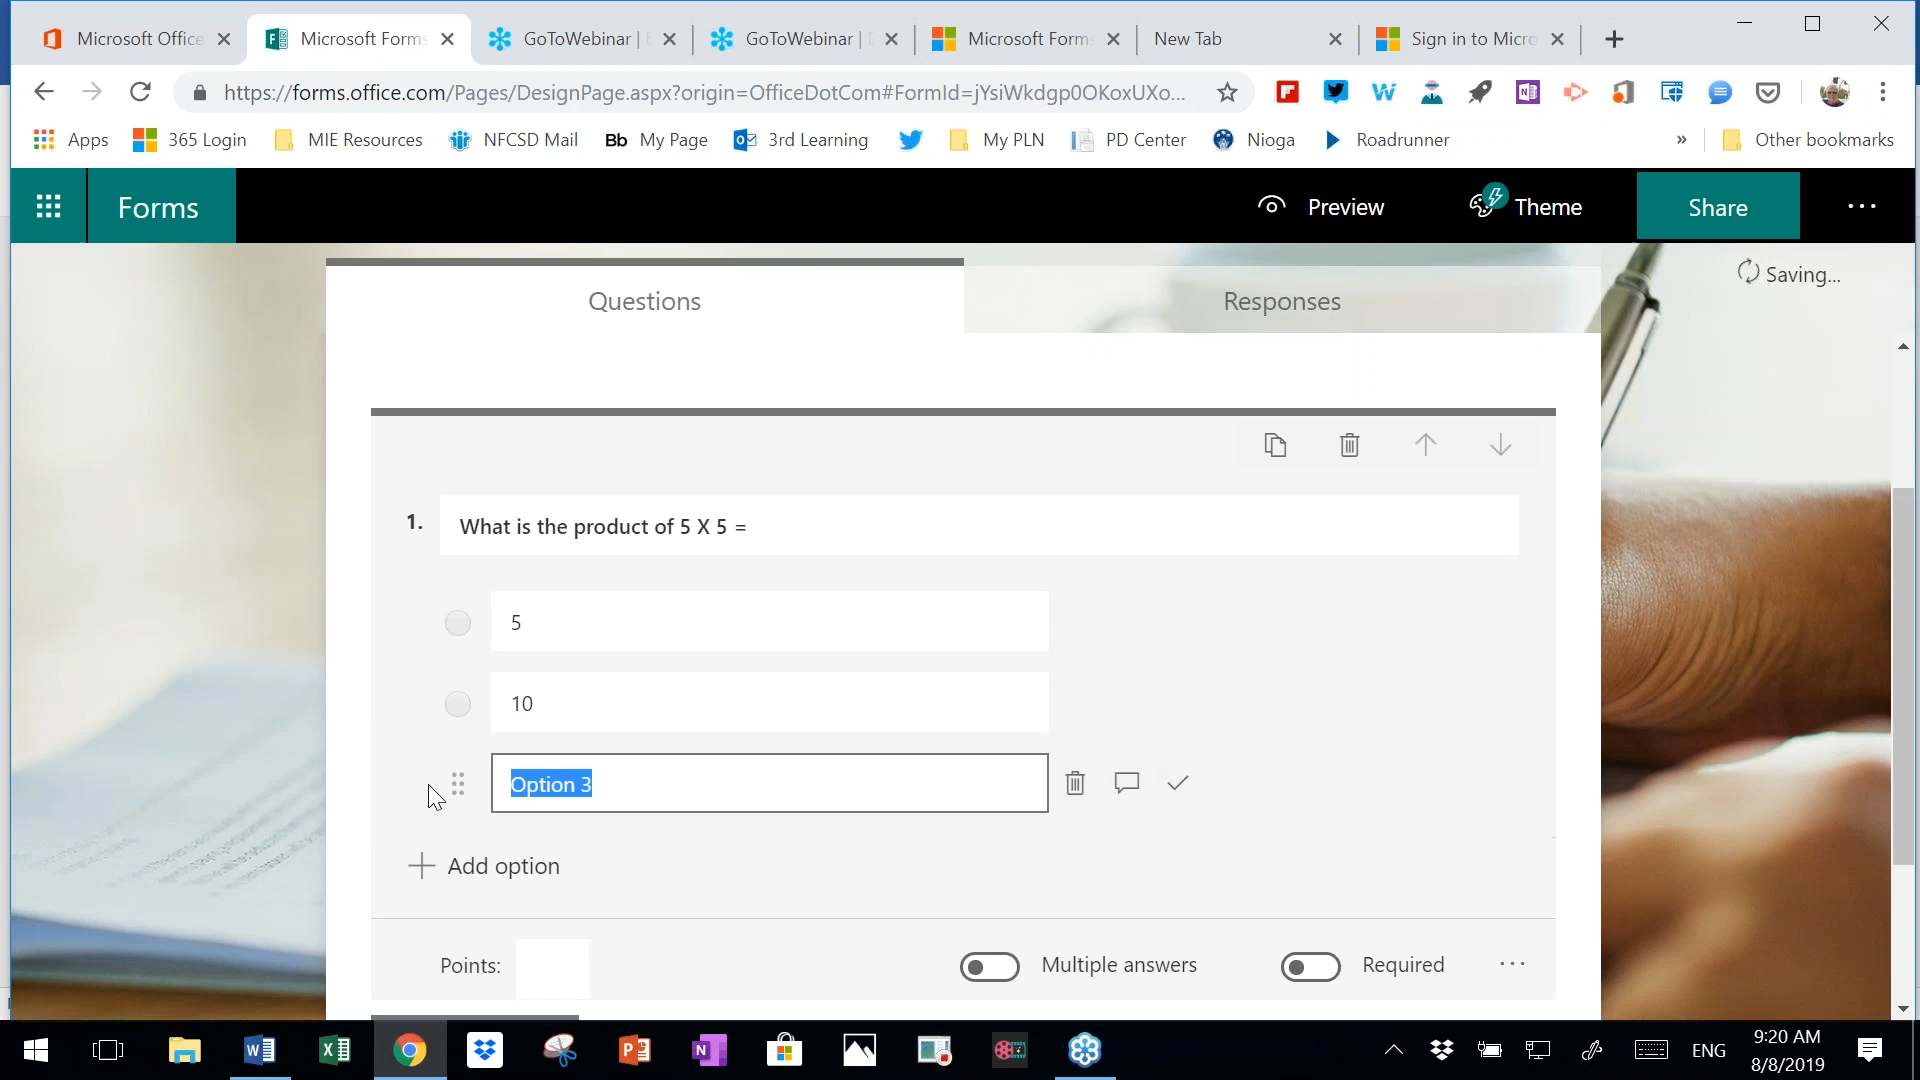 Microsoft Office
Microsoft Forms
GoToWebinar |
GoToWebinar |
Microsoft Forms
New Tab
Sign in to Micro
https://forms.office.com/Pages/DesignPage.aspx?origin=OfficeDotCom#FormId=jYsiWkdgp0OKoxUXo...
Apps
365 Login
MIE Resources
NFCSD Mail
Bb My Page
3rd Learning
My PLN
PD Center
Nioga
Roadrunner
»
Other bookmarks
Forms
Preview
Theme
Share
Questions
Responses
Saving...
1. What is the product of 5 X 5 =
5
10
Option 3
Add option
Points:
Multiple answers
Required
ENG
9:20 AM
8/8/2019